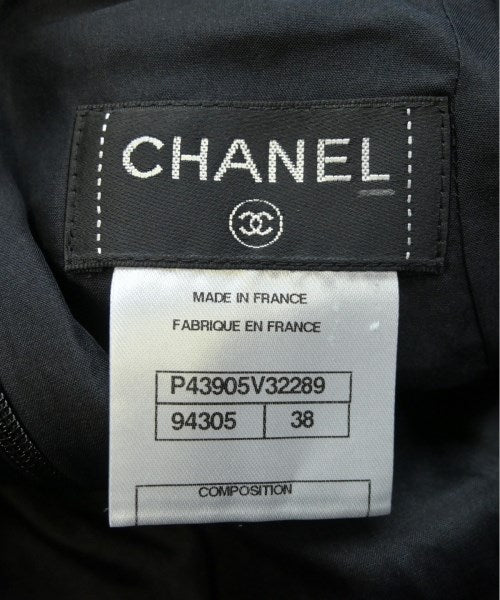 CHANEL
MADE IN FRANCE
FABRIQUE EN FRANCE
P43905V32289
94305 38
COMPOSITION